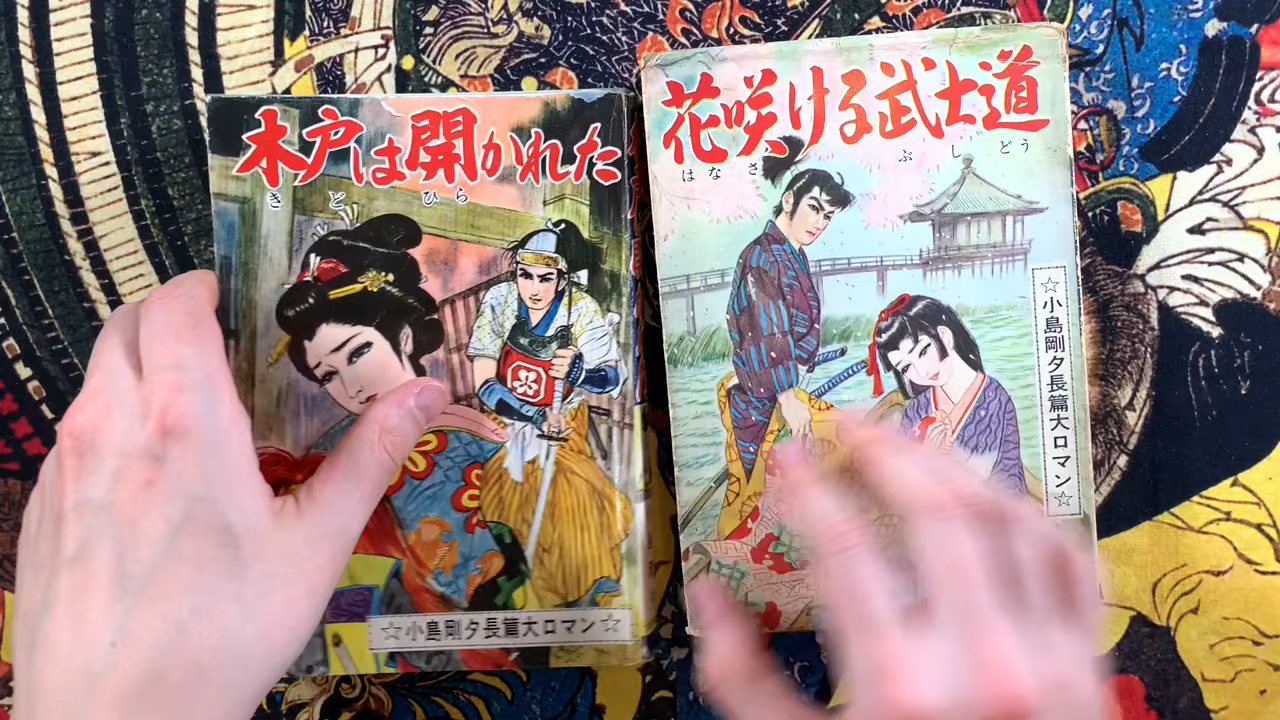 木戸は開かれた
きど ひら
☆小島剛夕長篇大ロマン☆
花咲ける武士道
はなさ ぶしどう
☆小島剛夕長篇大ロマン☆